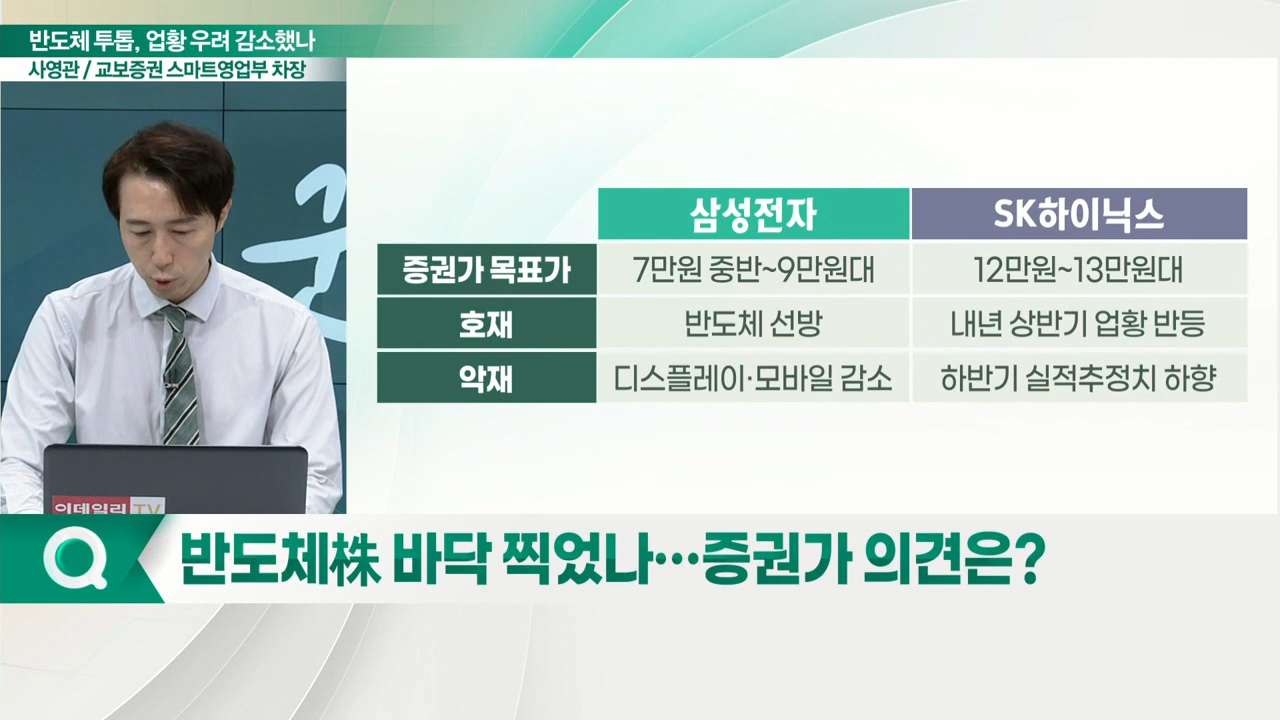 반도체 투톱, 업황 우려 감소했나
사영관 / 교보증권 스마트영업부 차장
삼성전자 SK하이닉스
증권가 목표가 7만원 중반~9만원대 12만원~13만원대
호재 반도체 선방 내년 상반기 업황 반등
악재 디스플레이·모바일 감소 하반기 실적추정치 하향
이데일리 TV
Q 반도체株 바닥 찍었나…증권가 의견은?